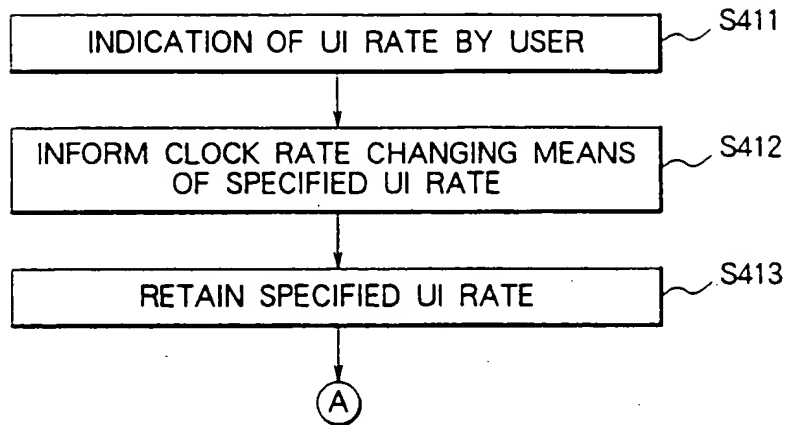 INDICATION OF UI RATE BY USER
S411
INFORM CLOCK RATE CHANGING MEANS
OF SPECIFIED UI RATE
S412
RETAIN SPECIFIED UI RATE
S413
A